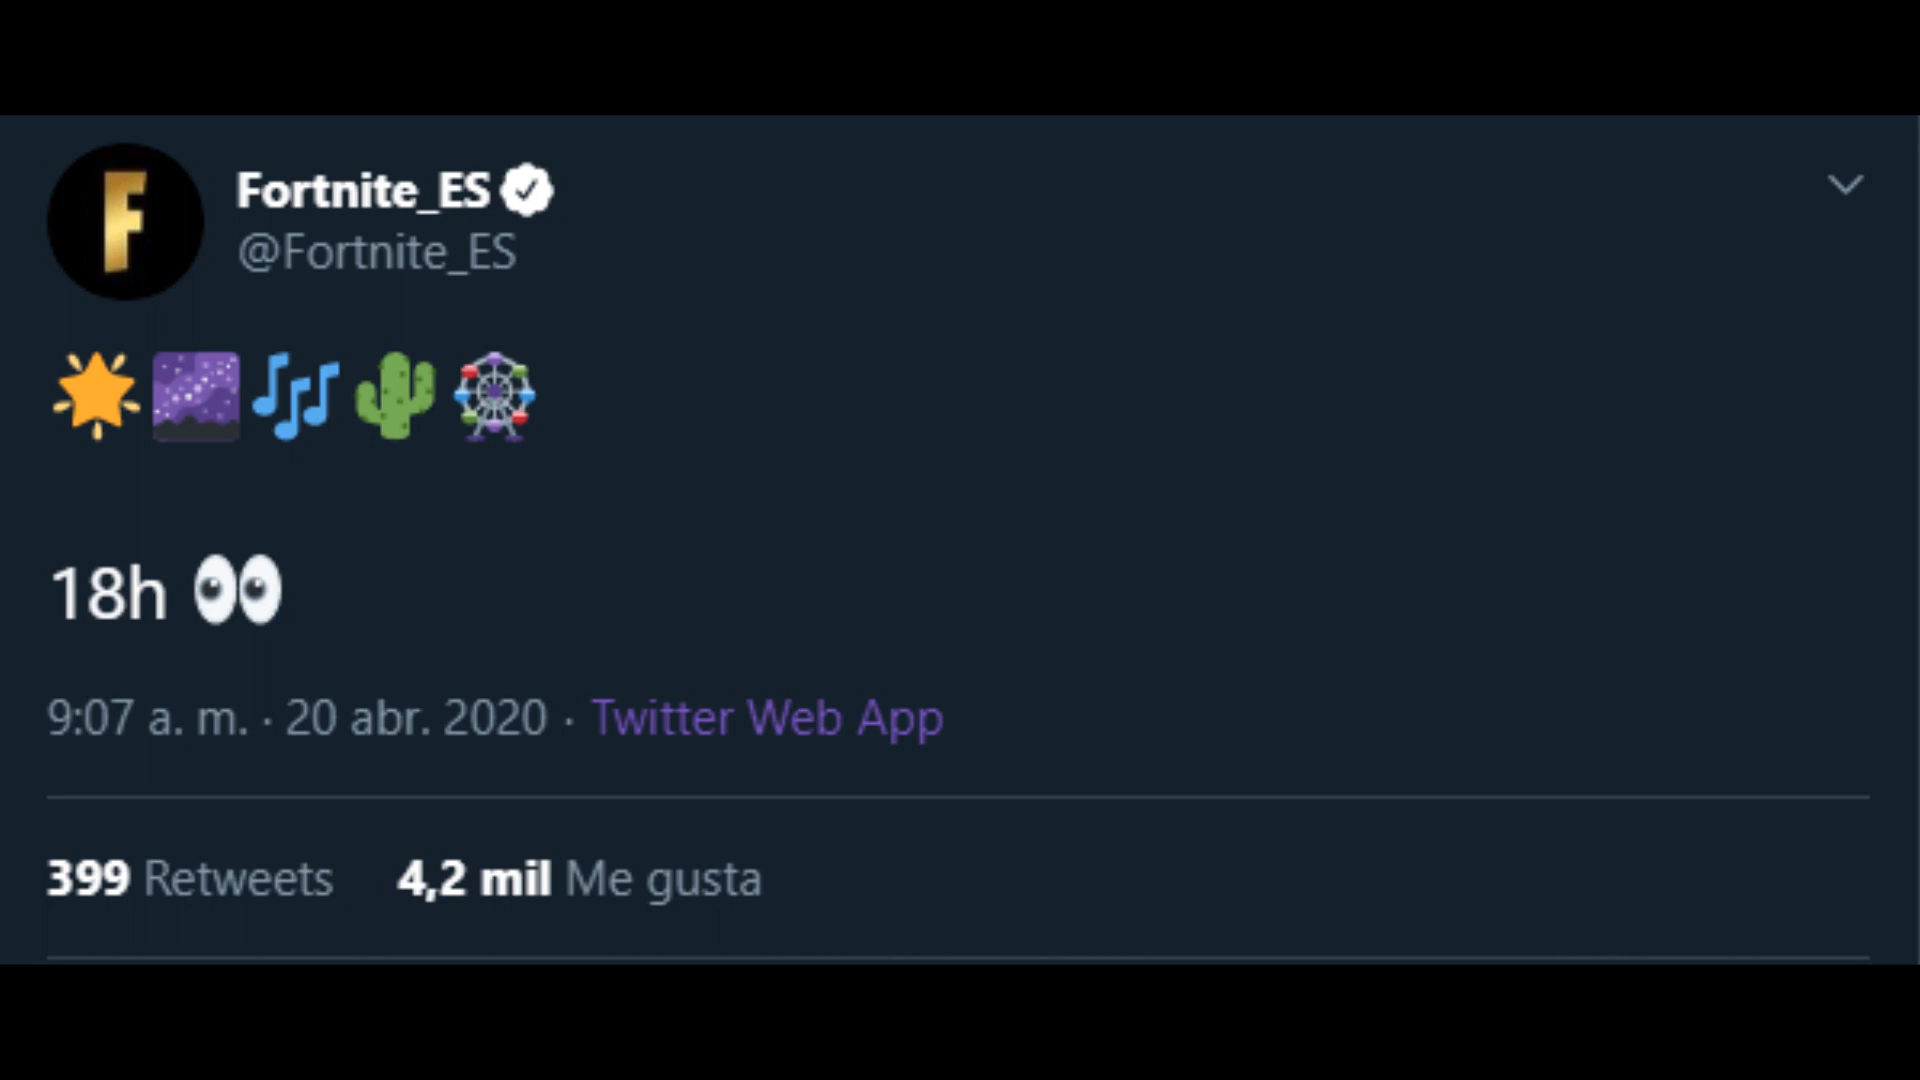 Fortnite_ES
@Fortnite_ES
🌟🌌🎶🌵🎡
18h 👀
9:07 a. m. · 20 abr. 2020 · Twitter Web App
399 Retweets 4,2 mil Me gusta